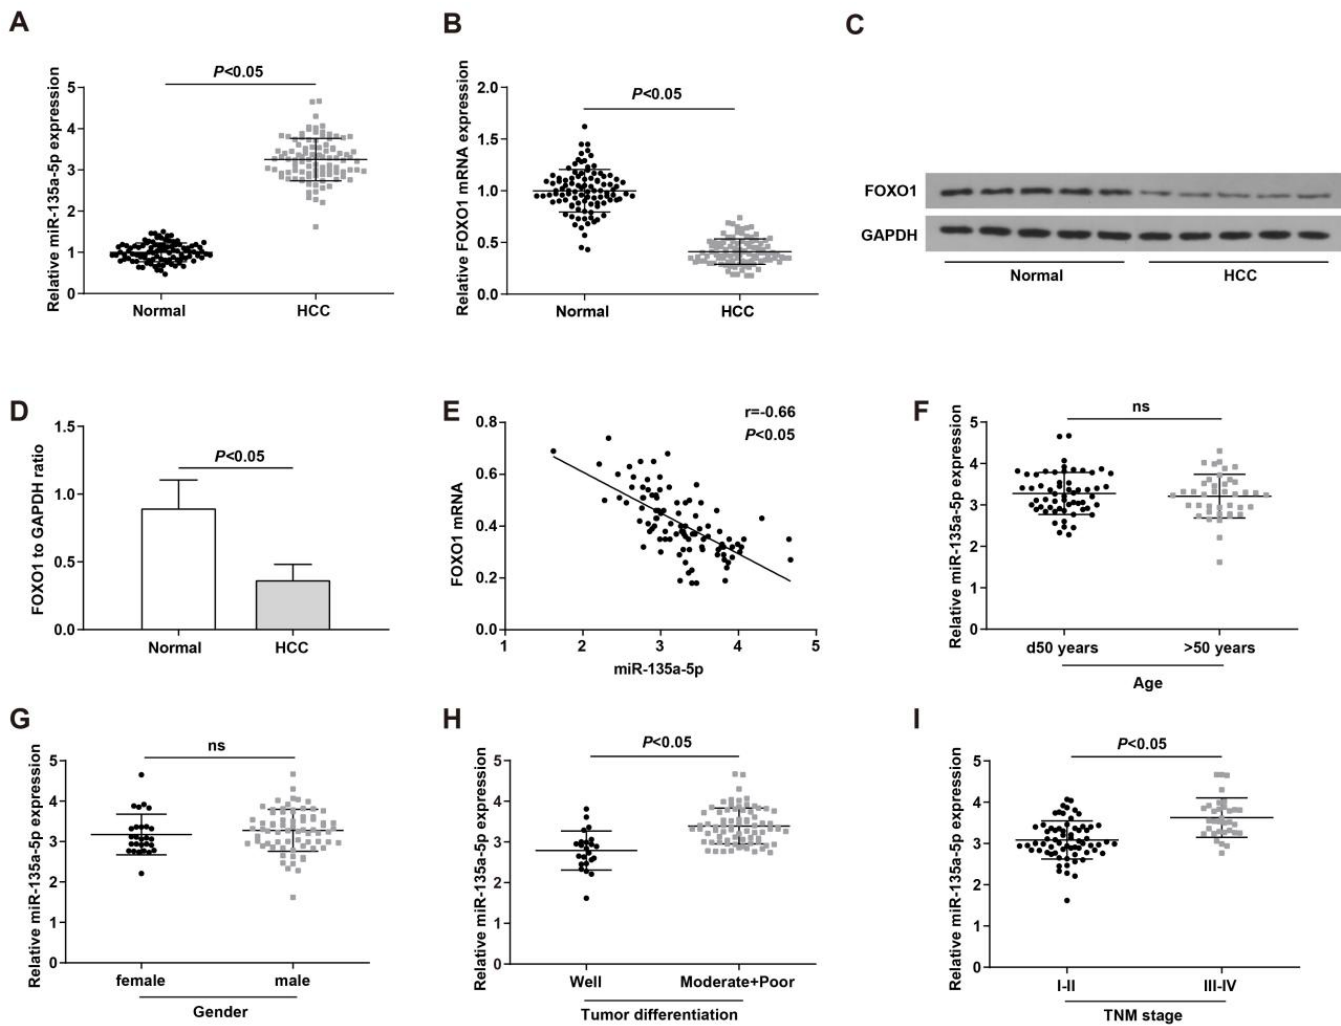 A
Relative miR-135a-5p expression
P<0.05
5
4
3
2
1
0
Normal
HCC
B
Relative FOXO1 mRNA expression
P<0.05
2.0
1.5
1.0
0.5
0.0
Normal
HCC
C
FOXO1
GAPDH
Normal
HCC
D
FOXO1 to GAPDH ratio
P<0.05
1.5
1.0
0.5
0.0
Normal
HCC
E
FOXO1 mRNA
r=-0.66
P<0.05
0.8
0.6
0.4
0.2
0.0
1
2
3
4
5
miR-135a-5p
F
Relative miR-135a-5p expression
ns
5
4
3
2
1
0
d50 years
>50 years
Age
G
Relative miR-135a-5p expression
ns
5
4
3
2
1
0
female
male
Gender
H
Relative miR-135a-5p expression
P<0.05
5
4
3
2
1
0
Well
Moderate+Poor
Tumor differentiation
I
Relative miR-135a-5p expression
P<0.05
5
4
3
2
1
0
I-II
III-IV
TNM stage